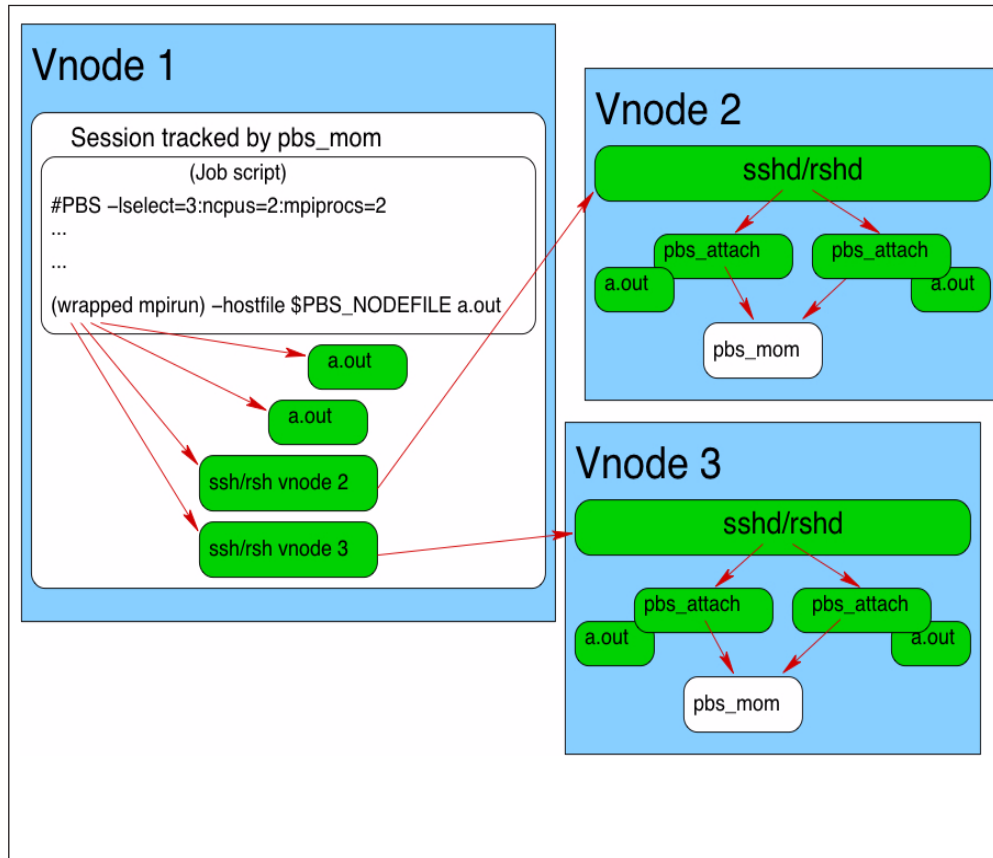 Vnode 1
Session tracked by pbs_mom
(Job script)
#PBS –lselect=3:ncpus=2:mpiprocs=2
...
...
(wrapped mpirun) –hostfile $PBS_NODEFILE a.out
a.out
a.out
ssh/rsh vnode 2
ssh/rsh vnode 3
Vnode 2
sshd/rshd
pbs_attach pbs_attach
a.out a.out
pbs_mom
Vnode 3
sshd/rshd
pbs_attach pbs_attach
a.out a.out
pbs_mom